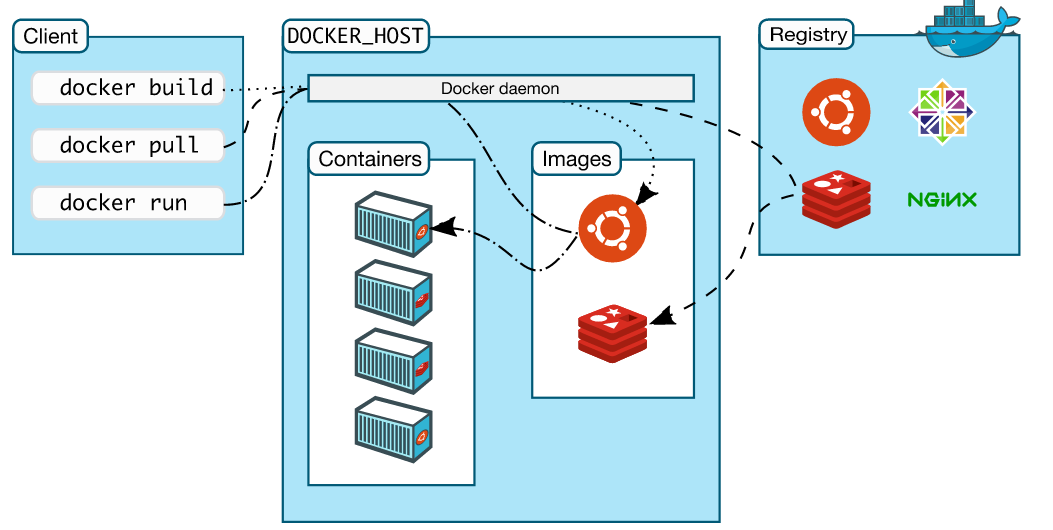 Client
docker build
docker pull
docker run
DOCKER_HOST
Docker daemon
Containers
Images
Registry
NGiNX